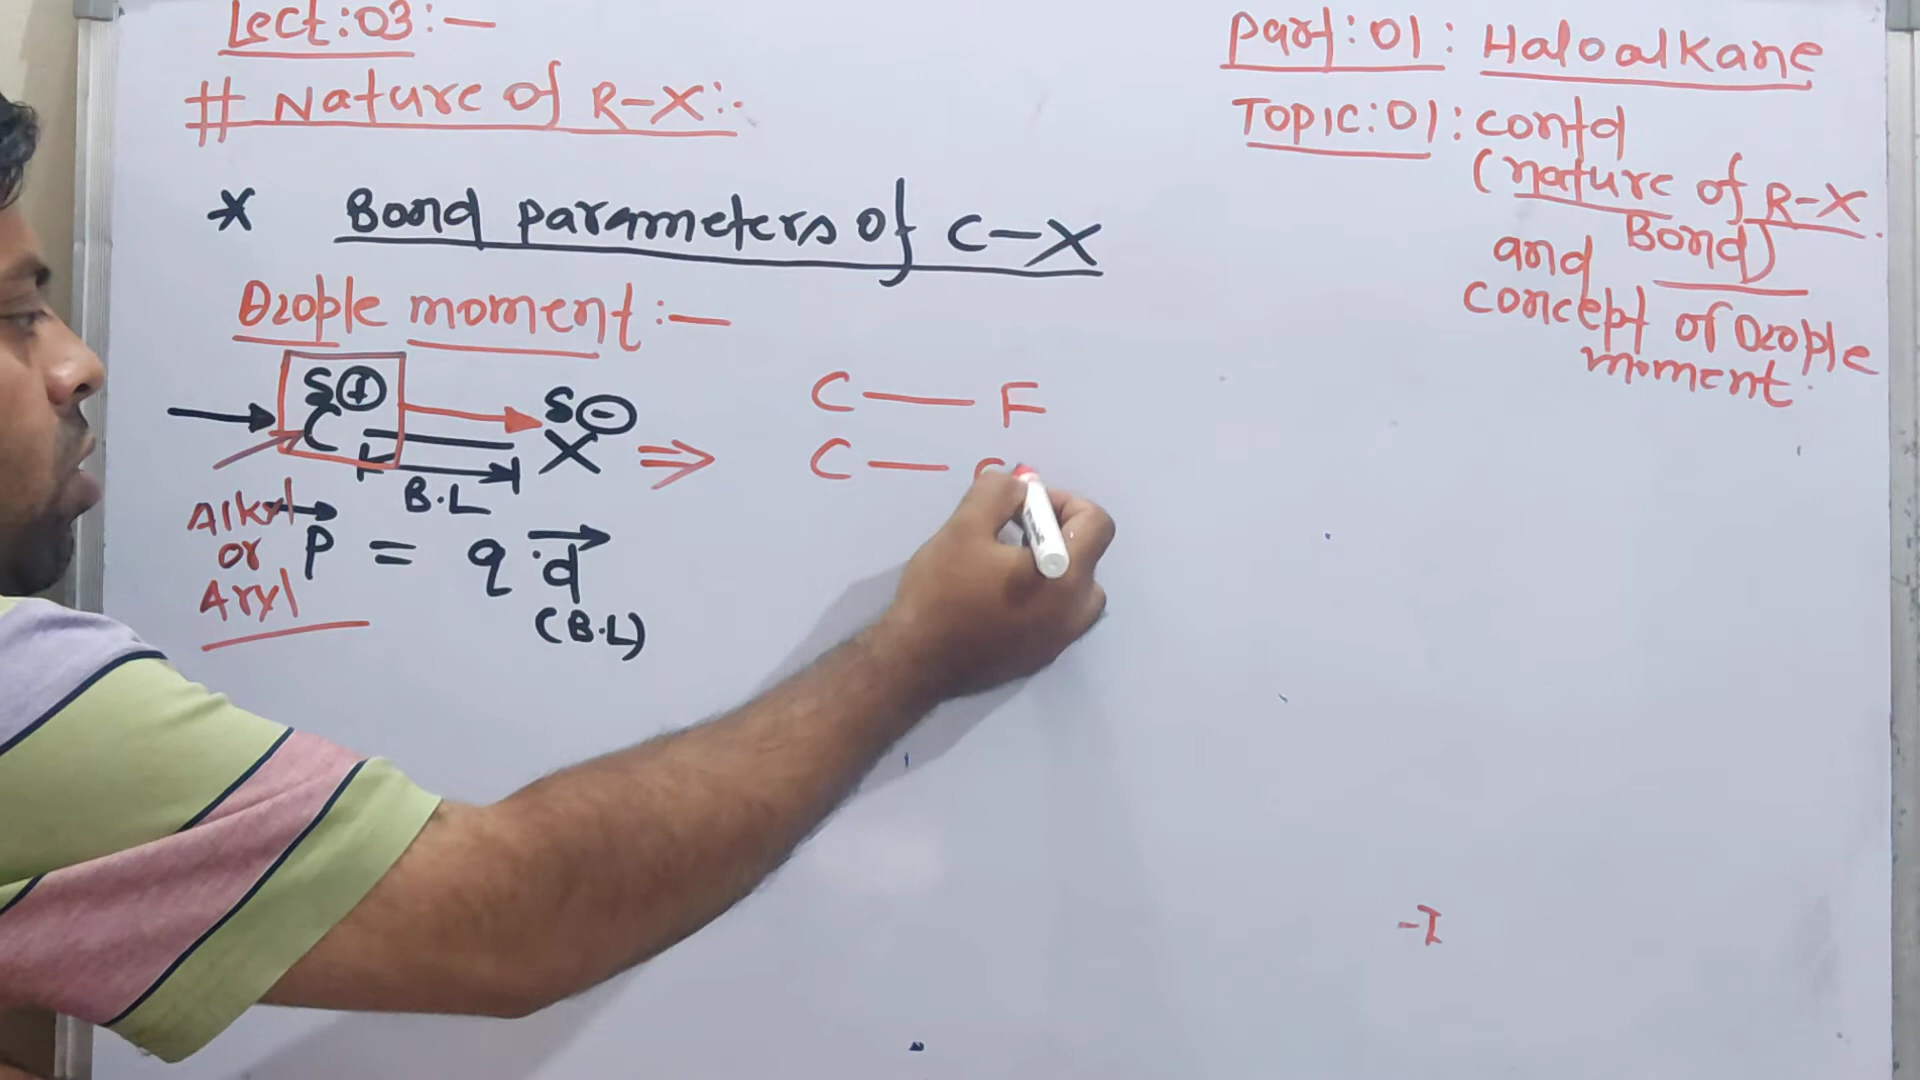 Lect:03:-
# Nature of R-X:-
* Bond parameters of C-X
Dipole moment:-
δ⊕ δ⊖
C X ⇒
B.L
Alkyl
or
Aryl
p = q . d
(B.L)
C — F
C —
Part:01: Haloalkane
Topic:01: contd
(nature of R-X
Bond)
and
concept of Dipole
moment.
-I